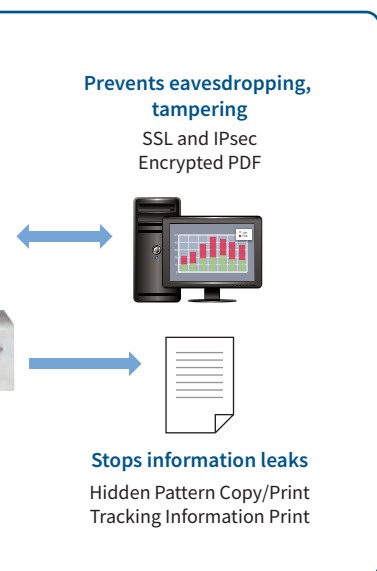 Prevents eavesdropping,
tampering
SSL and IPsec
Encrypted PDF
Stops information leaks
Hidden Pattern Copy/Print
Tracking Information Print